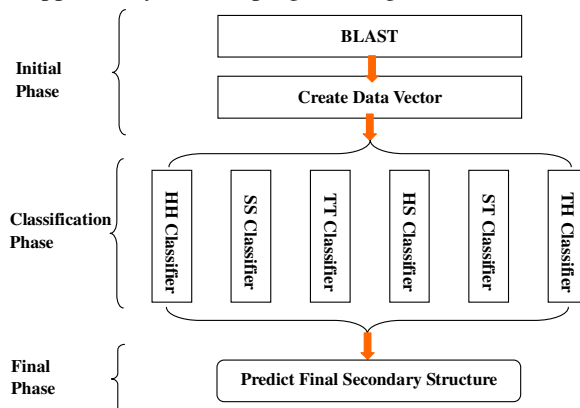 BLAST
Initial
Phase
Create Data Vector
Classification
Phase
HH Classifier
SS Classifier
TT Classifier
HS Classifier
ST Classifier
TH Classifier
Final
Phase
Predict Final Secondary Structure